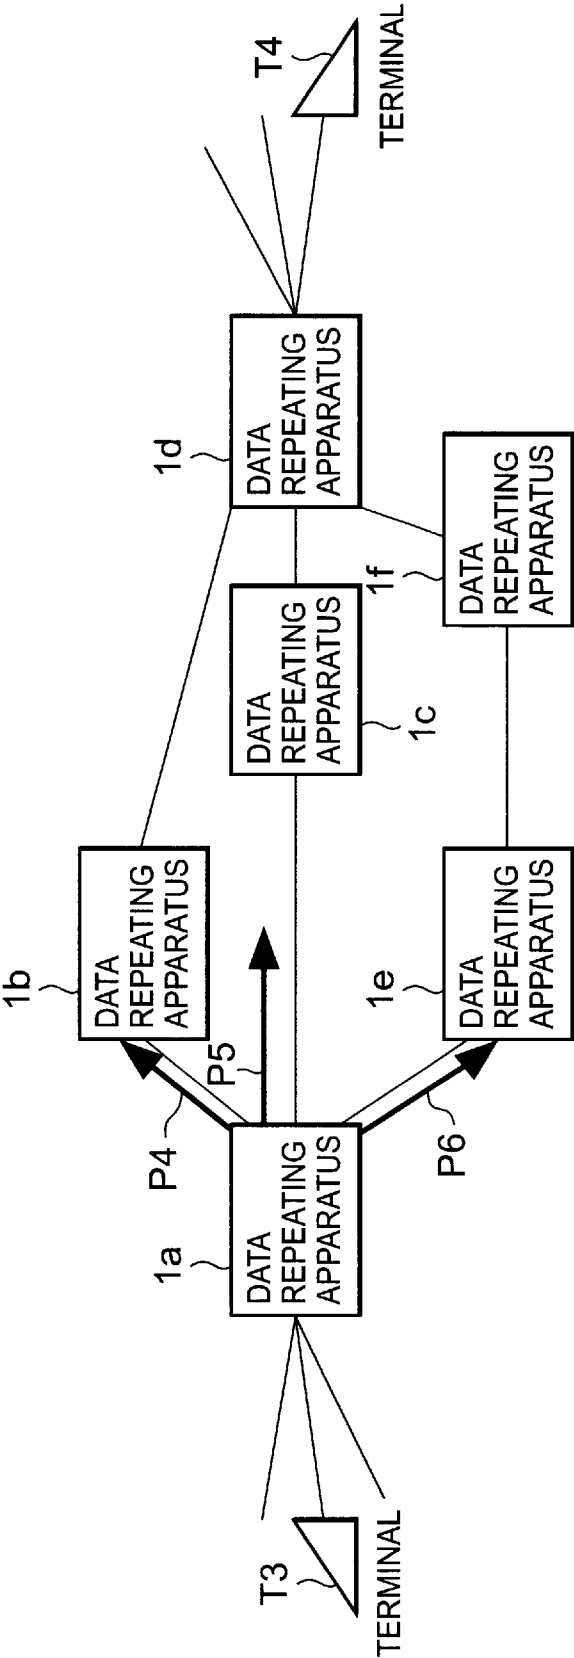 T3
TERMINAL
1a
DATA
REPEATING
APPARATUS
P4
P5
P6
1b
DATA
REPEATING
APPARATUS
1e
DATA
REPEATING
APPARATUS
1c
DATA
REPEATING
APPARATUS
1f
DATA
REPEATING
APPARATUS
1d
DATA
REPEATING
APPARATUS
T4
TERMINAL